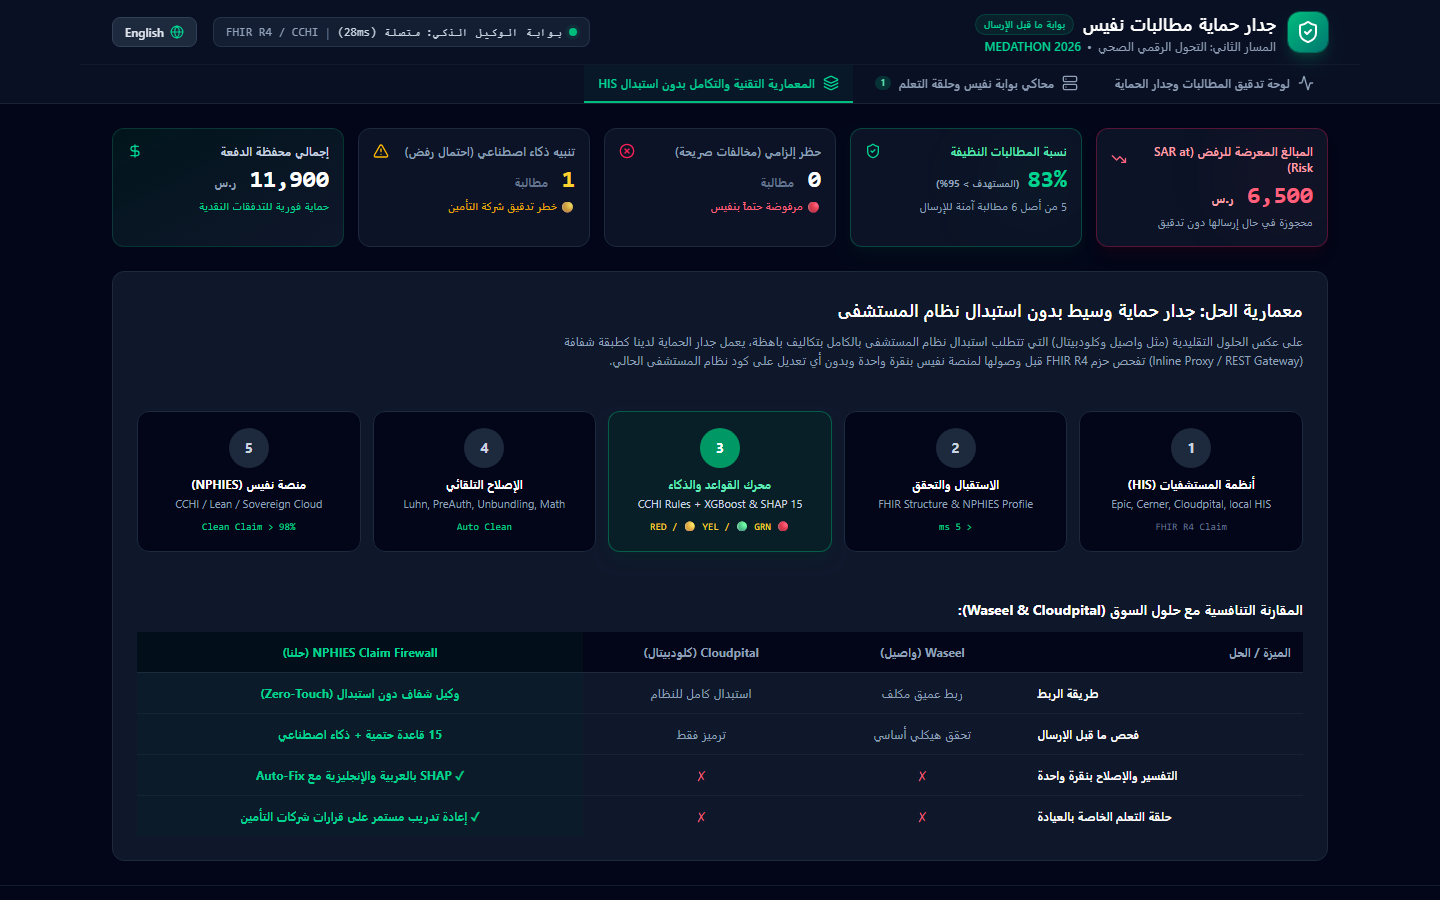 جدار حماية مطالبات نفيس
بوابة ما قبل الإرسال
المسار الثاني: التحول الرقمي الصحي • MEDATHON 2026
بوابة الوكيل الذكي: متصلة (28ms) | FHIR R4 / CCHI
English
لوحة تدقيق المطالبات وجدار الحماية
محاكي بوابة نفيس وحلقة التعلم 1
المعمارية التقنية والتكامل بدون استبدال HIS
المبالغ المعرضة للرفض (SAR at
Risk)
6,500 ر.س
محجوزة في حال إرسالها دون تدقيق
نسبة المطالبات النظيفة
83% (المستهدف > 95%)
5 من أصل 6 مطالبة آمنة للإرسال
حظر إلزامي (مخالفات صريحة)
0 مطالبة
🔴 مرفوضة حتماً بنفيس
تنبيه ذكاء اصطناعي (احتمال رفض)
1 مطالبة
🟡 خطر تدقيق شركة التأمين
إجمالي محفظة الدفعة
$
11,900 ر.س
حماية فورية للتدفقات النقدية
معمارية الحل: جدار حماية وسيط بدون استبدال نظام المستشفى
على عكس الحلول التقليدية (مثل واصيل وكلودبيتال) التي تتطلب استبدال نظام المستشفى بالكامل بتكاليف باهظة، يعمل جدار الحماية لدينا كطبقة شفافة
(Inline Proxy / REST Gateway) تفحص حزم FHIR R4 قبل وصولها لمنصة نفيس بنقرة واحدة وبدون أي تعديل على كود نظام المستشفى الحالي.
1
أنظمة المستشفيات (HIS)
Epic, Cerner, Cloudpital, local HIS
FHIR R4 Claim
2
الاستقبال والتحقق
FHIR Structure & NPHIES Profile
ms 5 >
3
محرك القواعد والذكاء
CCHI Rules + XGBoost & SHAP 15
RED / 🟡 YEL / 🟢 GRN 🔴
4
الإصلاح التلقائي
Luhn, PreAuth, Unbundling, Math
Auto Clean
5
منصة نفيس (NPHIES)
CCHI / Lean / Sovereign Cloud
Clean Claim > 98%
المقارنة التنافسية مع حلول السوق (Waseel & Cloudpital):
الميزة / الحل Waseel (واصيل) Cloudpital (كلودبيتال) NPHIES Claim Firewall (حلنا)
طريقة الربط ربط عميق مكلف استبدال كامل للنظام وكيل شفاف دون استبدال (Zero-Touch)
فحص ما قبل الإرسال تحقق هيكلي أساسي ترميز فقط 15 قاعدة حتمية + ذكاء اصطناعي
التفسير والإصلاح بنقرة واحدة ✗ ✗ ✓ SHAP بالعربية والإنجليزية مع Auto-Fix
حلقة التعلم الخاصة بالعيادة ✗ ✗ ✓ إعادة تدريب مستمر على قرارات شركات التأمين